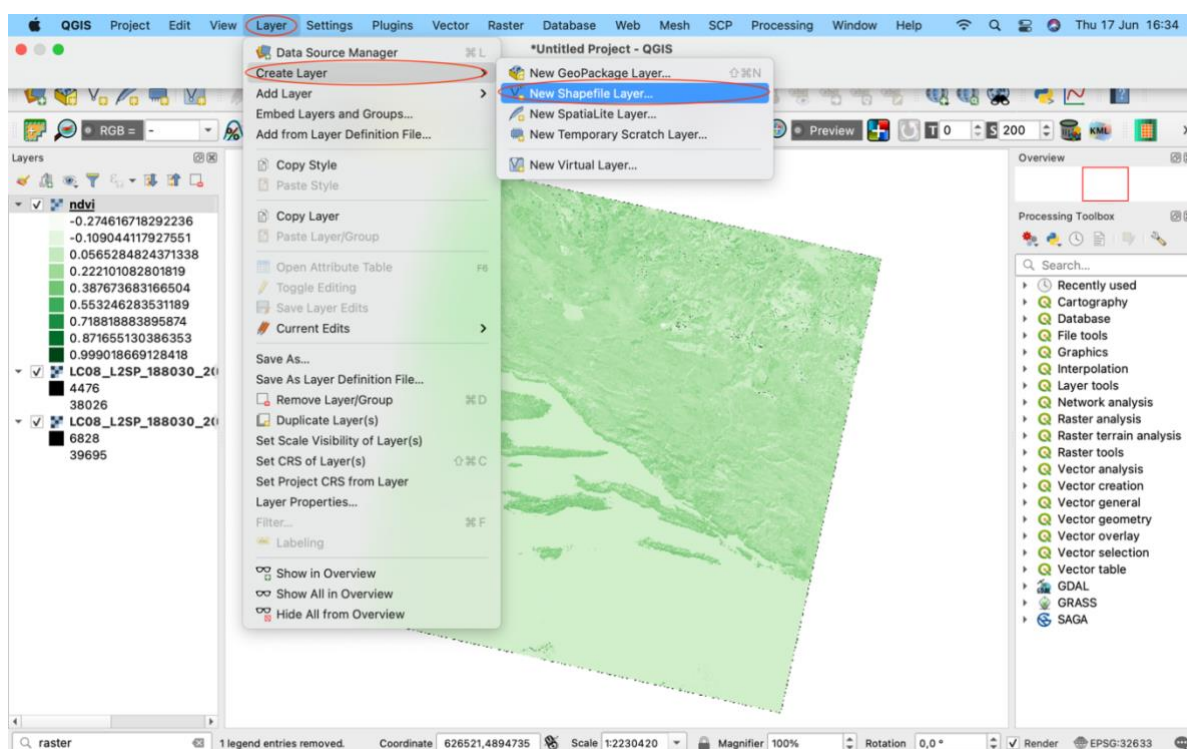 QGIS Project Edit View Layer Settings Plugins Vector Raster Database Web Mesh SCP Processing Window Help Thu 17 Jun 16:34
*Untitled Project - QGIS
RGB = -
Preview
T 0
S 200
KML
Layers
ndvi
-0.274616718292236
-0.109044117927551
0.0565284824371338
0.222101082801819
0.387673683166504
0.553246283531189
0.718818883895874
0.871655130386353
0.999018669128418
LC08_L2SP_188030_20
4476
38026
LC08_L2SP_188030_20
6828
39695
Data Source Manager ⌘L
Create Layer
Add Layer
Embed Layers and Groups...
Add from Layer Definition File...
Copy Style
Paste Style
Copy Layer
Paste Layer/Group
Open Attribute Table F6
Toggle Editing
Save Layer Edits
Current Edits
Save As...
Save As Layer Definition File...
Remove Layer/Group ⌘D
Duplicate Layer(s)
Set Scale Visibility of Layer(s)
Set CRS of Layer(s) ⇧⌘C
Set Project CRS from Layer
Layer Properties...
Filter... ⌘F
Labeling
Show in Overview
Show All in Overview
Hide All from Overview
New GeoPackage Layer... ⇧⌘N
New Shapefile Layer...
New SpatiaLite Layer...
New Temporary Scratch Layer...
New Virtual Layer...
Overview
Processing Toolbox
Search...
Recently used
Cartography
Database
File tools
Graphics
Interpolation
Layer tools
Network analysis
Raster analysis
Raster terrain analysis
Raster tools
Vector analysis
Vector creation
Vector general
Vector geometry
Vector overlay
Vector selection
Vector table
GDAL
GRASS
SAGA
raster
1 legend entries removed. Coordinate 626521,4894735 Scale 1:2230420 Magnifier 100% Rotation 0,0 ° Render EPSG:32633